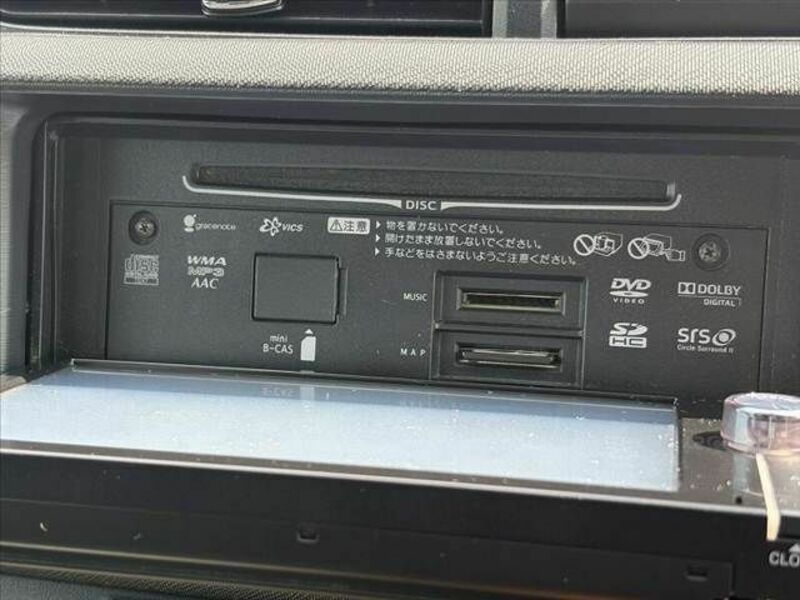 DISC
gracenote
VICS
⚠注意
▶ 物を置かないでください。
▶ 開けたまま放置しないでください。
▶ 手などをはさまないようご注意ください。
disc
TEXT
WMA
MP3
AAC
MUSIC
DVD
VIDEO
DOLBY
DIGITAL
mini
B-CAS
MAP
SD
HC
SRS
Circle Surround II
CLO